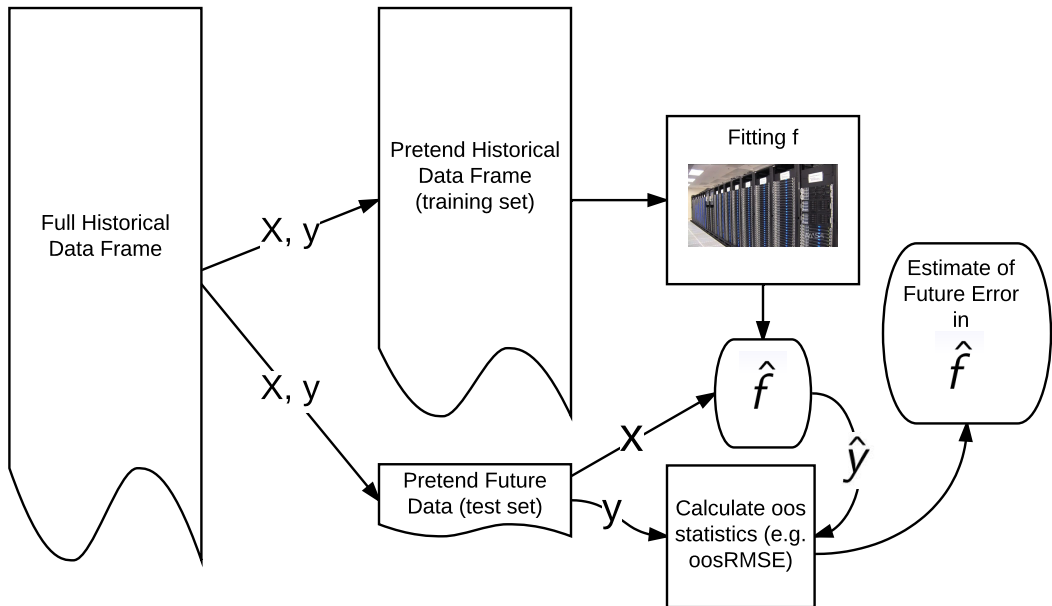 Full Historical
Data Frame
X, y
X, y
Pretend Historical
Data Frame
(training set)
Pretend Future
Data (test set)
Fitting f
f̂
X
y
ŷ
Calculate oos
statistics (e.g.
oosRMSE)
Estimate of
Future Error
in
f̂